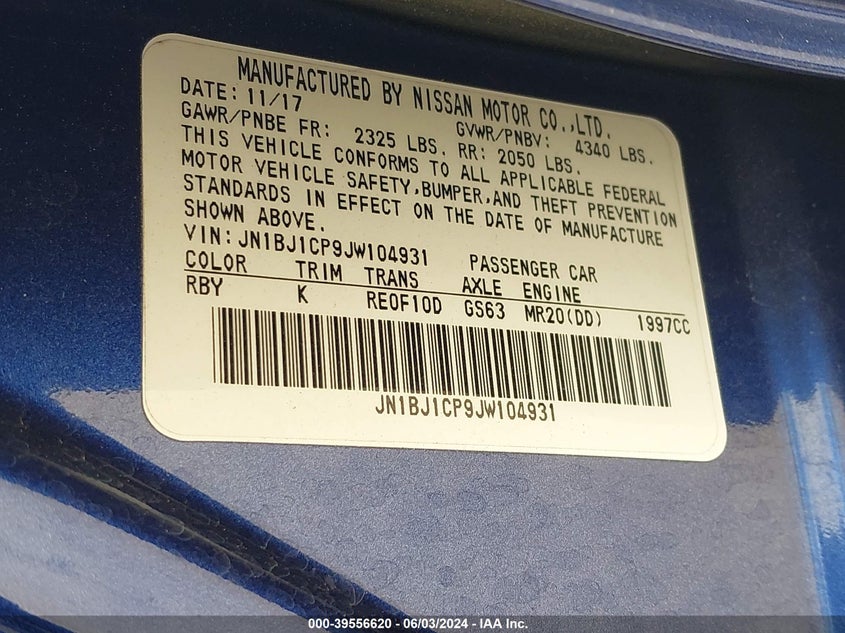 MANUFACTURED BY NISSAN MOTOR CO.,LTD.
DATE: 11/17 GVWR/PNBV: 4340 LBS.
GAWR/PNBE FR: 2325 LBS. RR: 2050 LBS.
THIS VEHICLE CONFORMS TO ALL APPLICABLE FEDERAL
MOTOR VEHICLE SAFETY,BUMPER,AND THEFT PREVENTION
STANDARDS IN EFFECT ON THE DATE OF MANUFACTURE
SHOWN ABOVE.
VIN: JN1BJ1CP9JW104931 PASSENGER CAR
COLOR TRIM TRANS AXLE ENGINE
RBY K RE0F10D GS63 MR20(DD) 1997CC
JN1BJ1CP9JW104931
000-39556620 - 06/03/2024 - IAA Inc.